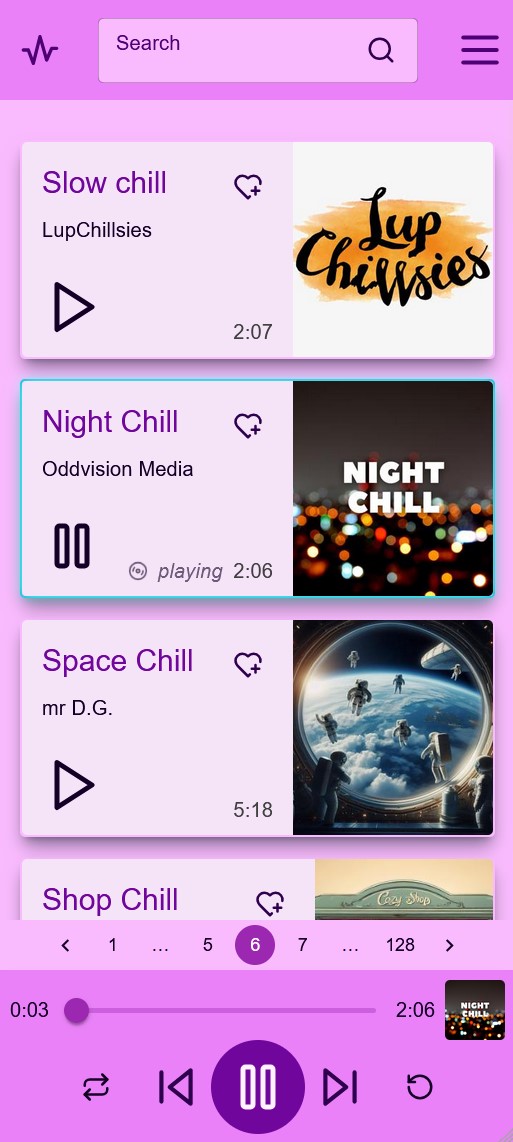 Search
Slow chill
LupChillsies
2:07
Lup
Chillsies
Night Chill
Oddvision Media
playing 2:06
NIGHT
CHILL
Space Chill
mr D.G.
5:18
Shop Chill
Cozy Shop
1 ... 5 6 7 ... 128
0:03 2:06
NIGHT
CHILL